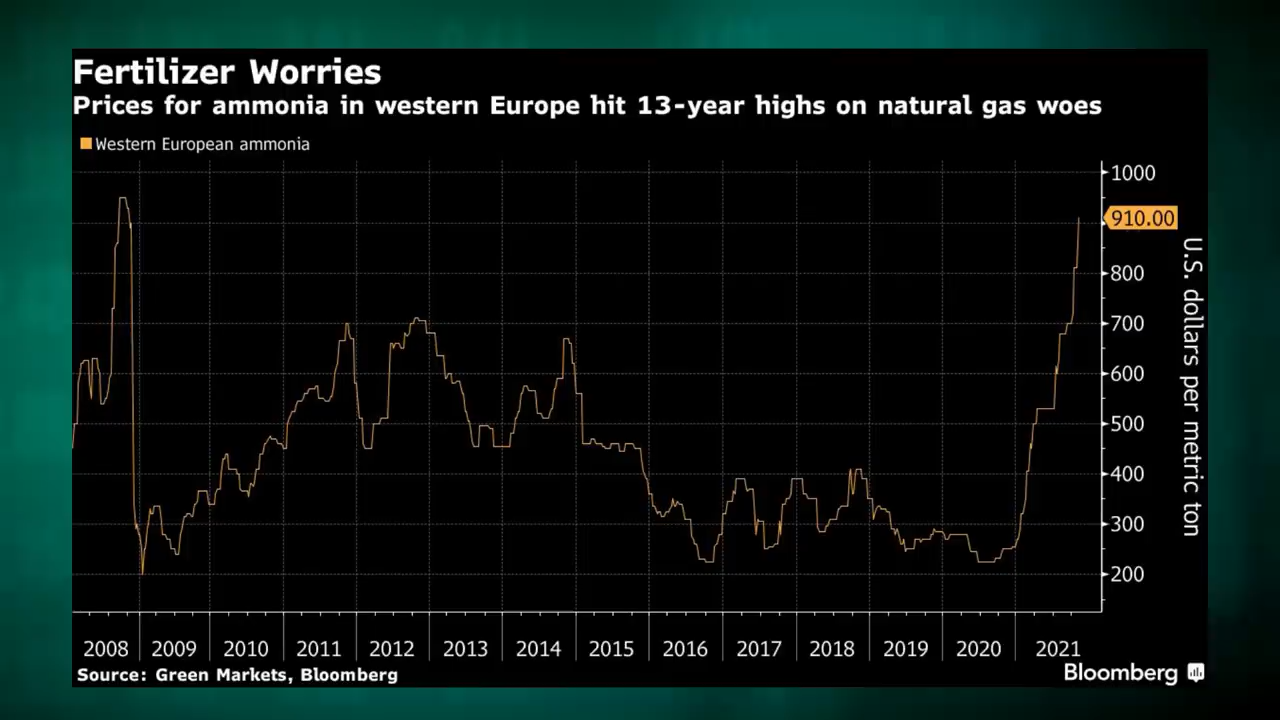 Fertilizer Worries
Prices for ammonia in western Europe hit 13-year highs on natural gas woes
Western European ammonia
1000
910.00
800
700
600
500
400
300
200
U.S. dollars per metric ton
2008 2009 2010 2011 2012 2013 2014 2015 2016 2017 2018 2019 2020 2021
Source: Green Markets, Bloomberg
Bloomberg